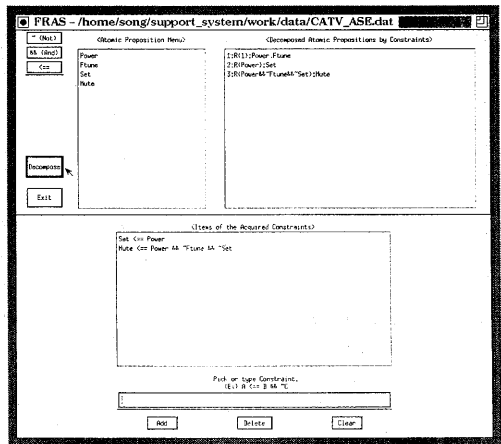 FRAS - /home/song/support_system/work/data/CATV_ASE.dat
~ (Not)
&& (And)
<==
Decompose
Exit
<Atomic Proposition Menu>
Power
Ftune
Set
Mute
<Decomposed Atomic Propositions by Constraints>
1:R(1);Power.Ftune
2:R(Power);Set
3:R(Power&&~Ftune&&~Set);Mute
<Items of the Acquired Constraints>
Set <== Power
Mute <== Power && ~Ftune && ~Set
Pick or type Constraint,
(Ex) A <== B && ~C
Add
Delete
Clear